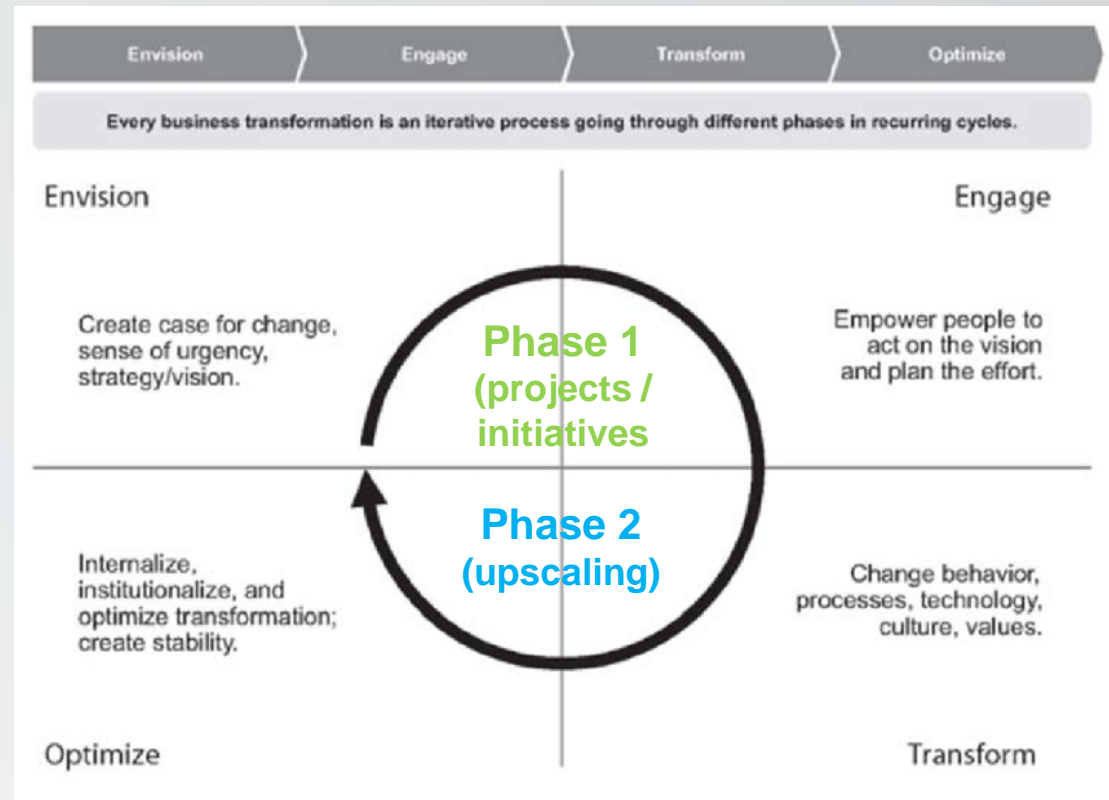 Envision
Engage
Transform
Optimize
Every business transformation is an iterative process going through different phases in recurring cycles.
Envision
Engage
Create case for change,
sense of urgency,
strategy/vision.
Phase 1
(projects /
initiatives
Empower people to
act on the vision
and plan the effort.
Internalize,
institutionalize, and
optimize transformation;
create stability.
Phase 2
(upscaling)
Change behavior,
processes, technology,
culture, values.
Optimize
Transform